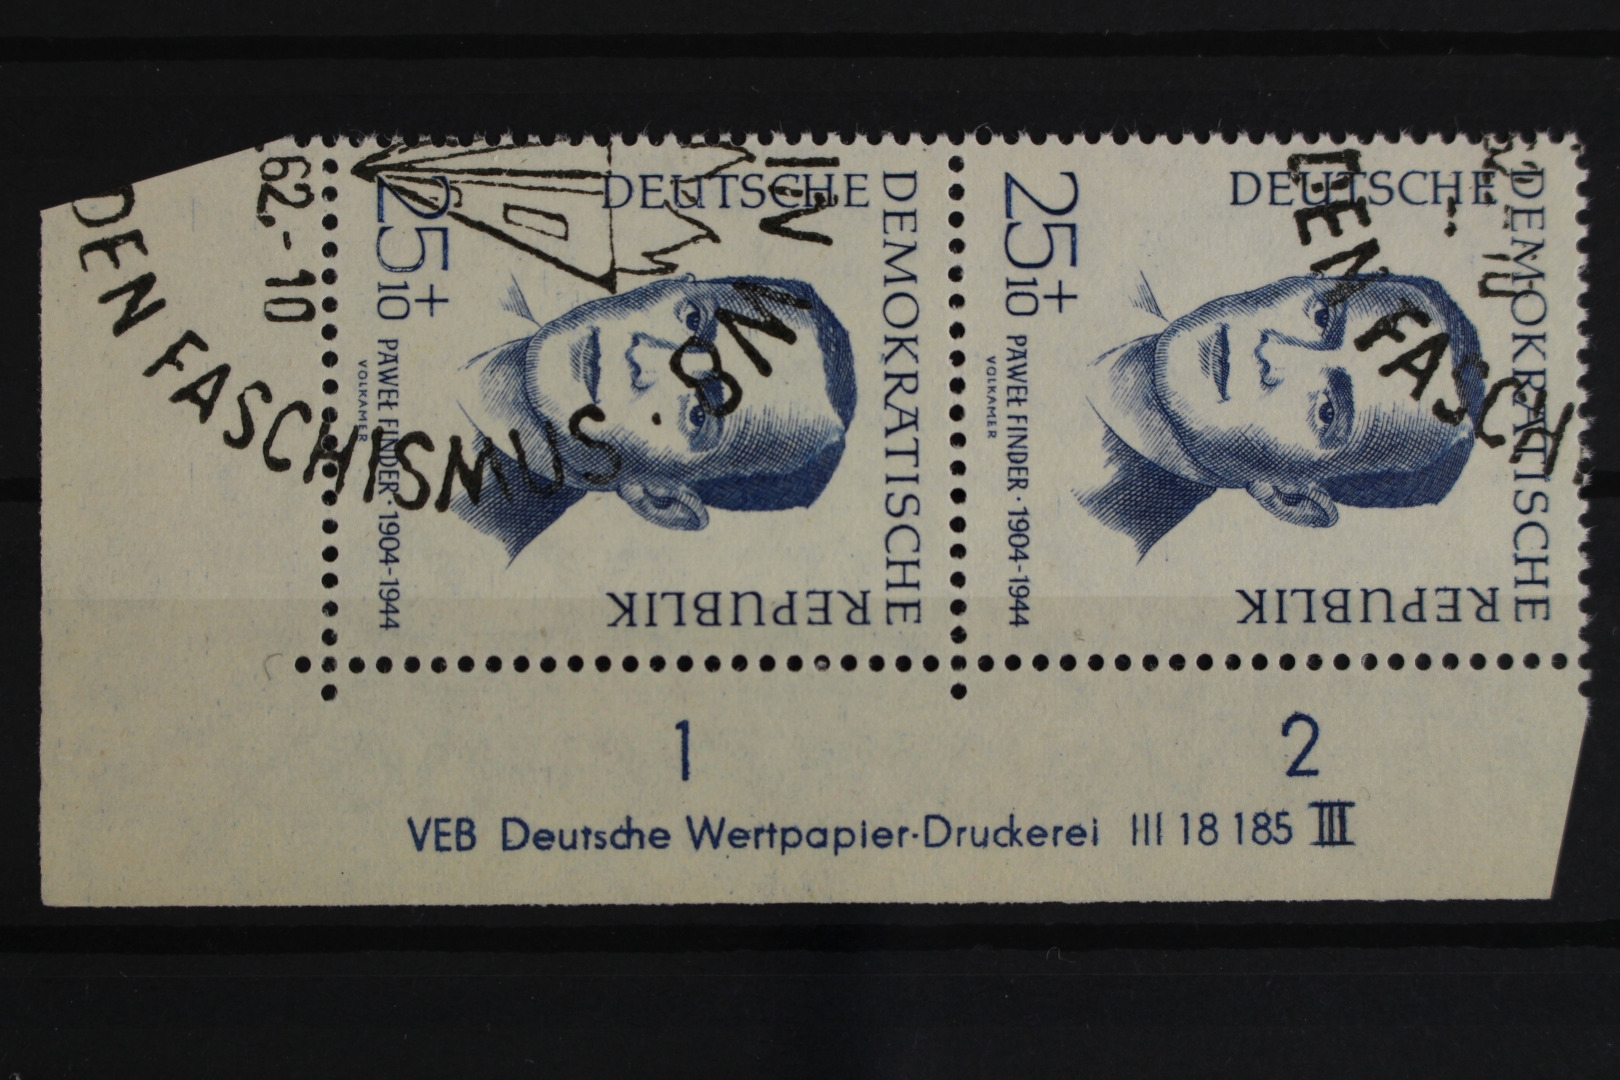 DEUTSCHE
DEMOKRATISCHE
REPUBLIK
25+10
PAWEŁ FINDER · 1904-1944
VOLKAMER
DEUTSCHE
DEMOKRATISCHE
REPUBLIK
25+10
PAWEŁ FINDER · 1904-1944
VOLKAMER
.62.-10
DEN FASCHISMUS
N 8
DEN FASCH
1
2
VEB Deutsche Wertpapier-Druckerei III 18 185 III